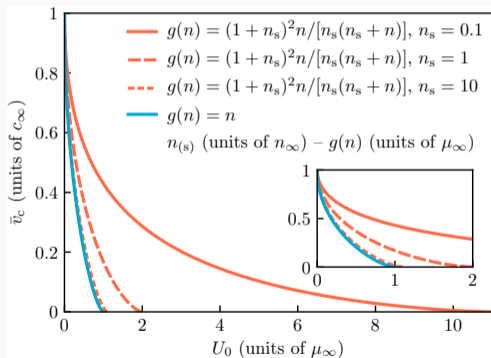 g(n) = (1 + n_s)^2 n/[n_s(n_s + n)], n_s = 0.1
g(n) = (1 + n_s)^2 n/[n_s(n_s + n)], n_s = 1
g(n) = (1 + n_s)^2 n/[n_s(n_s + n)], n_s = 10
g(n) = n
n_(s) (units of n_∞) – g(n) (units of μ_∞)
1
0.8
0.6
0.4
0.2
0
v̄_c (units of c_∞)
1
0.5
0
0 1 2
0 2 4 6 8 10
U_0 (units of μ_∞)